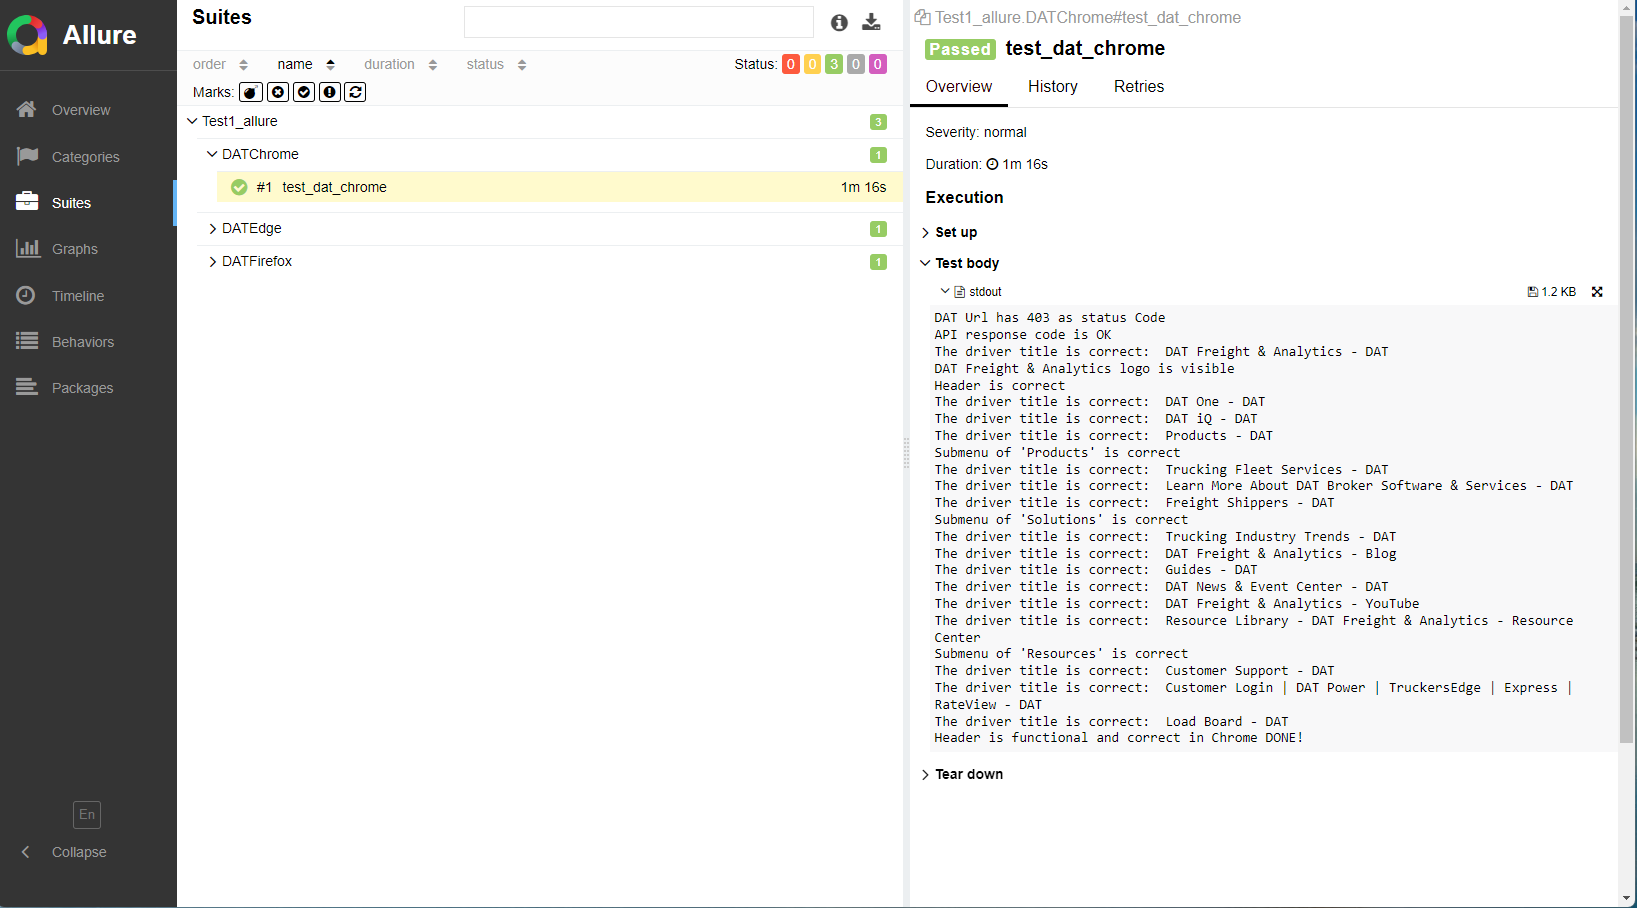 Allure
Overview
Categories
Suites
Graphs
Timeline
Behaviors
Packages
En
Collapse
Suites
order name duration status
Status: 0 0 3 0 0
Marks:
Test1_allure 3
DATChrome 1
#1 test_dat_chrome 1m 16s
DATEdge 1
DATFirefox 1
Test1_allure.DATChrome#test_dat_chrome
Passed test_dat_chrome
Overview History Retries
Severity: normal
Duration: 1m 16s
Execution
Set up
Test body
stdout 1.2 KB
DAT Url has 403 as status Code
API response code is OK
The driver title is correct:  DAT Freight & Analytics - DAT
DAT Freight & Analytics logo is visible
Header is correct
The driver title is correct:  DAT One - DAT
The driver title is correct:  DAT iQ - DAT
The driver title is correct:  Products - DAT
Submenu of 'Products' is correct
The driver title is correct:  Trucking Fleet Services - DAT
The driver title is correct:  Learn More About DAT Broker Software & Services - DAT
The driver title is correct:  Freight Shippers - DAT
Submenu of 'Solutions' is correct
The driver title is correct:  Trucking Industry Trends - DAT
The driver title is correct:  DAT Freight & Analytics - Blog
The driver title is correct:  Guides - DAT
The driver title is correct:  DAT News & Event Center - DAT
The driver title is correct:  DAT Freight & Analytics - YouTube
The driver title is correct:  Resource Library - DAT Freight & Analytics - Resource
Center
Submenu of 'Resources' is correct
The driver title is correct:  Customer Support - DAT
The driver title is correct:  Customer Login | DAT Power | TruckersEdge | Express |
RateView - DAT
The driver title is correct:  Load Board - DAT
Header is functional and correct in Chrome DONE!
Tear down